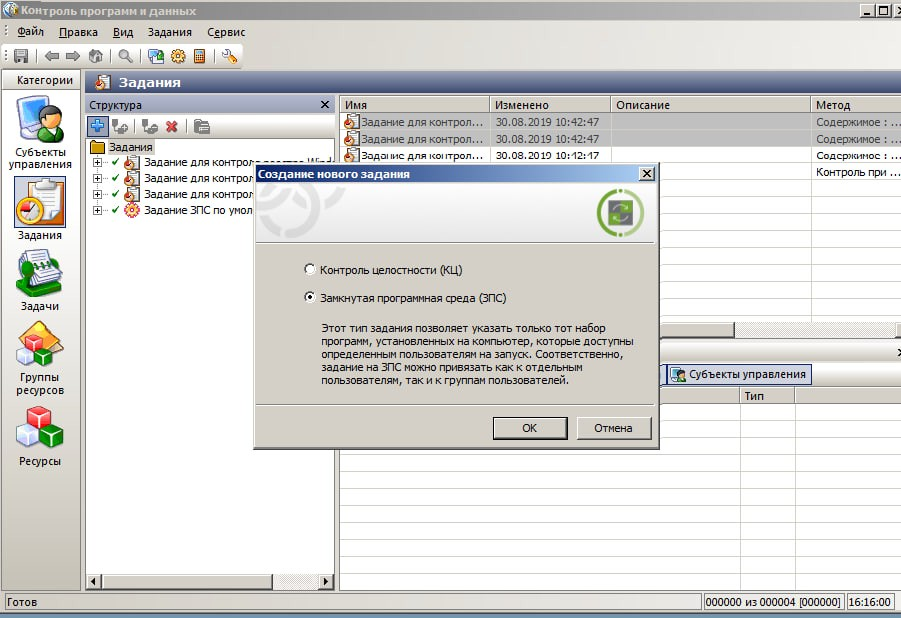 Контроль программ и данных
Файл Правка Вид Задания Сервис
Категории
Задания
Структура
Субъекты управления
Задания
Задачи
Группы ресурсов
Ресурсы
Задания
Задание для контрол
Задание для контрол
Задание для контрол
Задание ЗПС по умол
Имя Изменено Описание Метод
Задание для контрол... 30.08.2019 10:42:47 Содержимое : ...
Задание для контрол... 30.08.2019 10:42:47 Содержимое : ...
Задание для контрол... 30.08.2019 10:42:47 Содержимое : ...
Контроль при ...
Создание нового задания
Контроль целостности (КЦ)
Замкнутая программная среда (ЗПС)
Этот тип задания позволяет указать только тот набор
программ, установленных на компьютер, которые доступны
определенным пользователям на запуск. Соответственно,
задание на ЗПС можно привязать как к отдельным
пользователям, так и к группам пользователей.
OK Отмена
Субъекты управления
Тип
Готов 000000 из 000004 [000000] 16:16:00